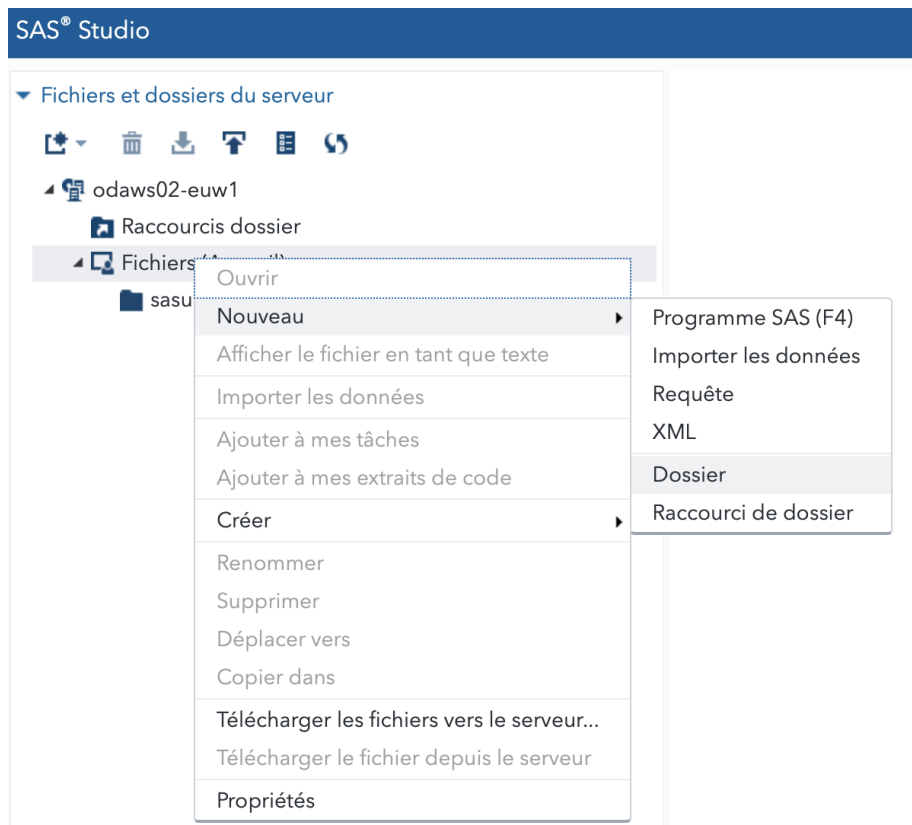 SAS® Studio
Fichiers et dossiers du serveur
odaws02-euw1
Raccourcis dossier
Fichiers
sasu
Ouvrir
Nouveau
Afficher le fichier en tant que texte
Importer les données
Ajouter à mes tâches
Ajouter à mes extraits de code
Créer
Renommer
Supprimer
Déplacer vers
Copier dans
Télécharger les fichiers vers le serveur...
Télécharger le fichier depuis le serveur
Propriétés
Programme SAS (F4)
Importer les données
Requête
XML
Dossier
Raccourci de dossier